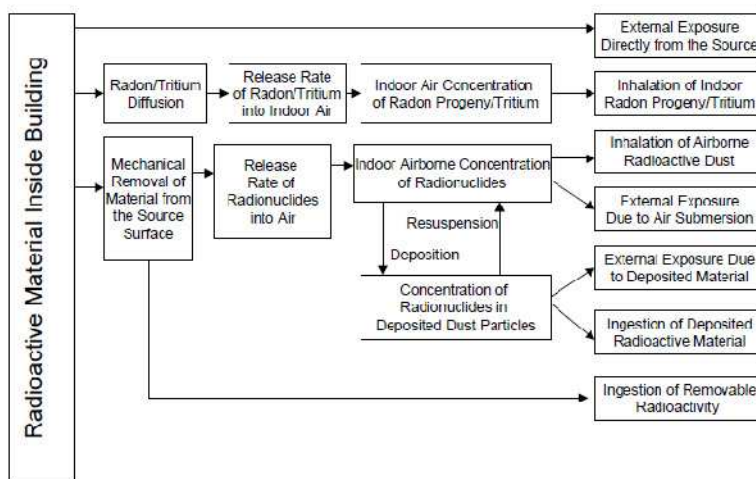 Radioactive Material Inside Building
External Exposure
Directly from the Source
Radon/Tritium
Diffusion
Release Rate
of Radon/Tritium
into Indoor Air
Indoor Air Concentration
of Radon Progeny/Tritium
Inhalation of Indoor
Radon Progeny/Tritium
Mechanical
Removal of
Material from
the Source
Surface
Release
Rate of
Radionuclides
into Air
Indoor Airborne Concentration
of Radionuclides
Inhalation of Airborne
Radioactive Dust
External Exposure
Due to Air Submersion
Resuspension
Deposition
Concentration of
Radionuclides in
Deposited Dust Particles
External Exposure Due
to Deposited Material
Ingestion of Deposited
Radioactive Material
Ingestion of Removable
Radioactivity